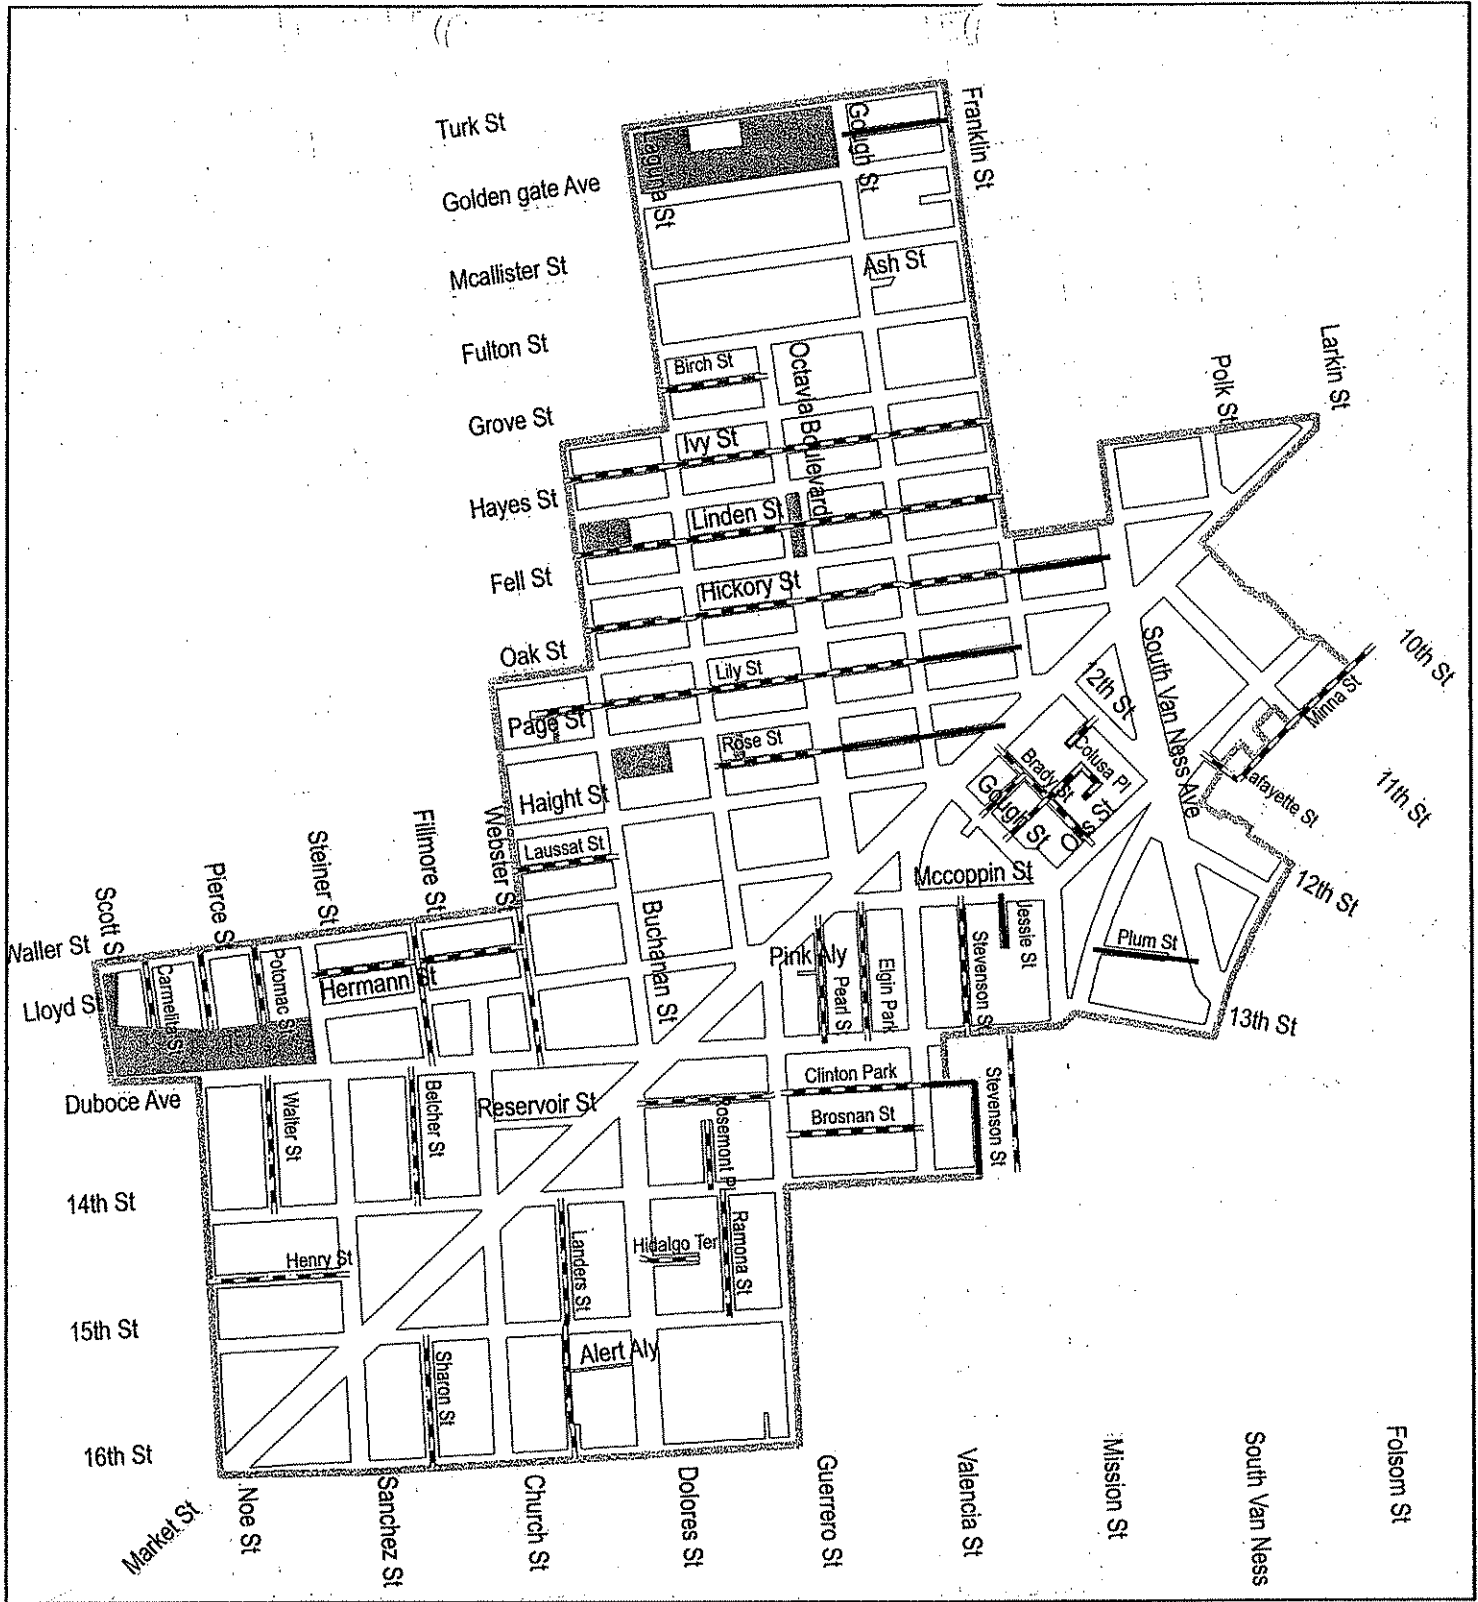 Turk St
Golden gate Ave
Mcallister St
Fulton St
Grove St
Hayes St
Fell St
Oak St
Page St
Haight St
Laussat St
Laguna St
Gough St
Franklin St
Ash St
Birch St
Octavia Boulevard
Ivy St
Linden St
Hickory St
Lily St
Rose St
Polk St
Larkin St
10th St
11th St
12th St
13th St
Minna St
Lafayette St
South Van Ness Ave
12th St
Colusa Pl
Brady St
Gough St
Otis St
Mccoppin St
Jessie St
Stevenson St
Plum St
Pink Aly
Pearl St
Elgin Park
Buchanan St
Webster St
Fillmore St
Steiner St
Pierce St
Scott St
Waller St
Lloyd St
Carmelita St
Potomac St
Hermann St
Duboce Ave
Walter St
Belcher St
Reservoir St
Rosemont Pl
Clinton Park
Brosnan St
Stevenson St
14th St
Henry St
Landers St
Hidalgo Ter
Ramona St
15th St
Sharon St
Alert Aly
16th St
Market St
Noe St
Sanchez St
Church St
Dolores St
Guerrero St
Valencia St
Mission St
South Van Ness
Folsom St